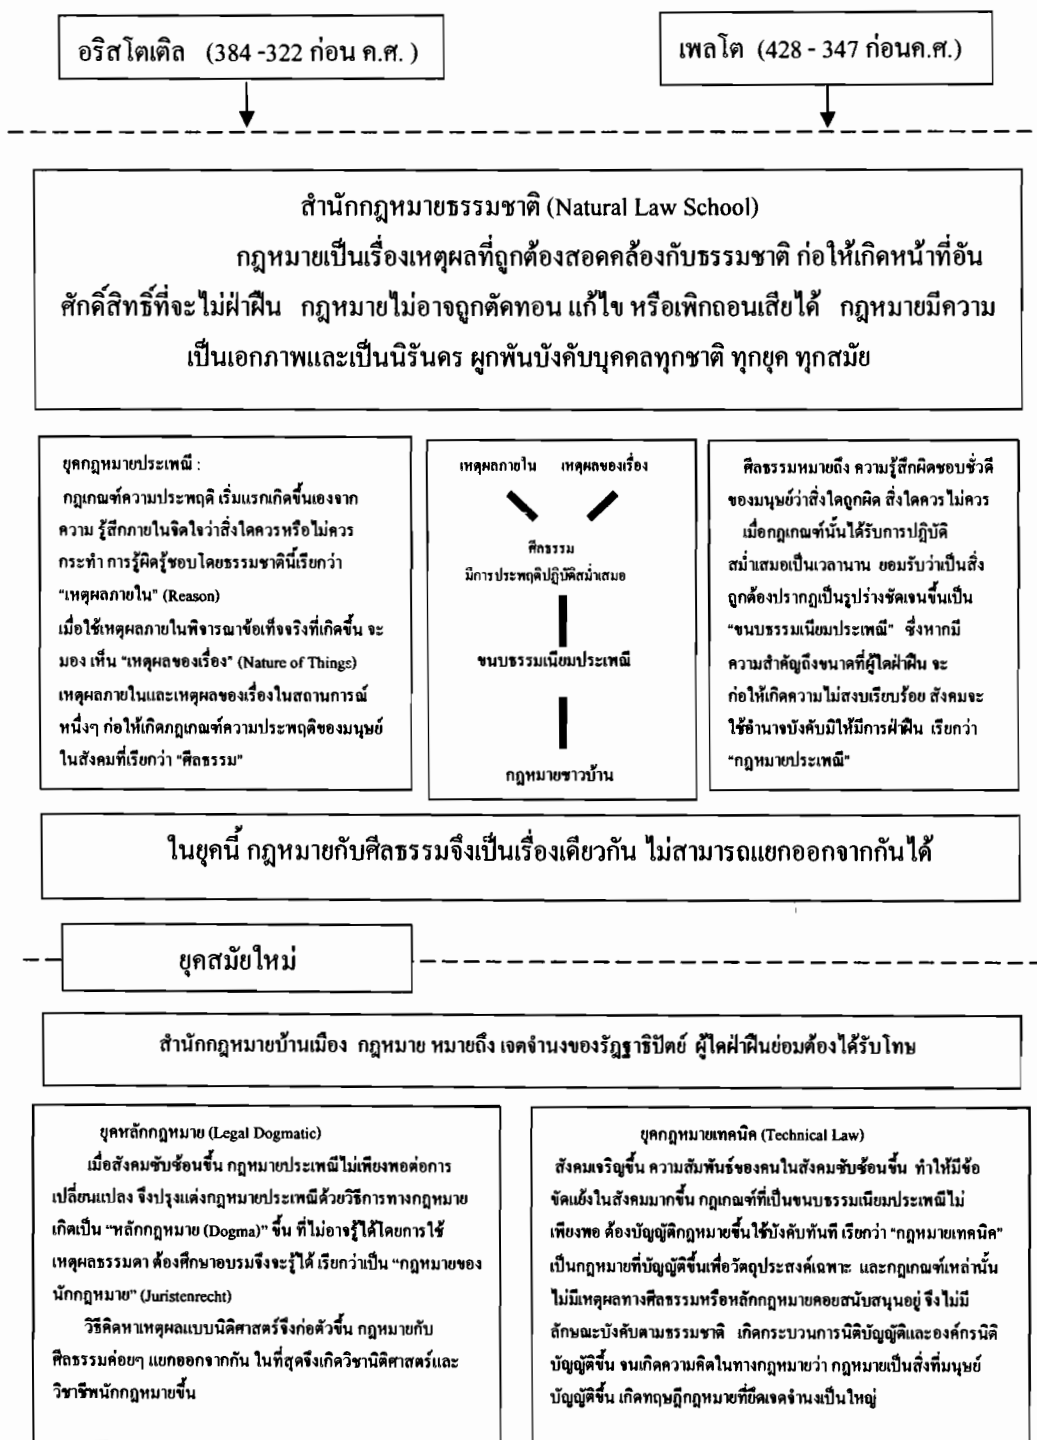 อริสโตเติล (384 -322 ก่อน ค.ศ. )
เพลโต (428 - 347 ก่อนค.ศ.)
สำนักกฎหมายธรรมชาติ (Natural Law School)
กฎหมายเป็นเรื่องเหตุผลที่ถูกต้องสอดคล้องกับธรรมชาติ ก่อให้เกิดหน้าที่อัน
ศักดิ์สิทธิ์ที่จะไม่ฝ่าฝืน กฎหมายไม่อาจถูกตัดทอน แก้ไข หรือเพิกถอนเสียได้ กฎหมายมีความ
เป็นเอกภาพและเป็นนิรันดร ผูกพันบังคับบุคคลทุกชาติ ทุกยุค ทุกสมัย
ยุคกฎหมายประเพณี :
กฎเกณฑ์ความประพฤติ เริ่มแรกเกิดขึ้นเองจาก
ความ รู้สึกภายในจิตใจว่าสิ่งใดควรหรือไม่ควร
กระทำ การรู้ผิดรู้ชอบโดยธรรมชาตินี้เรียกว่า
“เหตุผลภายใน” (Reason)
เมื่อใช้เหตุผลภายในพิจารณาข้อเท็จจริงที่เกิดขึ้น จะ
มอง เห็น “เหตุผลของเรื่อง” (Nature of Things)
เหตุผลภายในและเหตุผลของเรื่องในสถานการณ์
หนึ่งๆ ก่อให้เกิดกฎเกณฑ์ความประพฤติของมนุษย์
ในสังคมที่เรียกว่า "ศีลธรรม"
เหตุผลภายใน เหตุผลของเรื่อง
ศีลธรรม
มีการประพฤติปฏิบัติสม่ำเสมอ
ขนบธรรมเนียมประเพณี
กฎหมายชาวบ้าน
ศีลธรรมหมายถึง ความรู้สึกผิดชอบชั่วดี
ของมนุษย์ว่าสิ่งใดถูกผิด สิ่งใดควร ไม่ควร
เมื่อกฎเกณฑ์นั้นได้รับการปฏิบัติ
สม่ำเสมอเป็นเวลานาน ยอมรับว่าเป็นสิ่ง
ถูกต้องปรากฏเป็นรูปร่างชัดเจนขึ้นเป็น
“ขนบธรรมเนียมประเพณี” ซึ่งหากมี
ความสำคัญถึงขนาดที่ผู้ใดฝ่าฝืน จะ
ก่อให้เกิดความไม่สงบเรียบร้อย สังคมจะ
ใช้อำนาจบังคับมิให้มีการฝ่าฝืน เรียกว่า
“กฎหมายประเพณี”
ในยุคนี้ กฎหมายกับศีลธรรมจึงเป็นเรื่องเดียวกัน ไม่สามารถแยกออกจากกันได้
ยุคสมัยใหม่
สำนักกฎหมายบ้านเมือง กฎหมาย หมายถึง เจตจำนงของรัฏฐาธิปัตย์ ผู้ใดฝ่าฝืนย่อมต้องได้รับโทษ
ยุคหลักกฎหมาย (Legal Dogmatic)
เมื่อสังคมซับซ้อนขึ้น กฎหมายประเพณีไม่เพียงพอต่อการ
เปลี่ยนแปลง จึงปรุงแต่งกฎหมายประเพณีด้วยวิธีการทางกฎหมาย
เกิดเป็น “หลักกฎหมาย (Dogma)” ขึ้น ที่ไม่อาจรู้ได้โดยการใช้
เหตุผลธรรมดา ต้องศึกษาอบรมจึงจะรู้ได้ เรียกว่าเป็น “กฎหมายของ
นักกฎหมาย” (Juristenrecht)
วิธีคิดหาเหตุผลแบบนิติศาสตร์จึงก่อตัวขึ้น กฎหมายกับ
ศีลธรรมค่อยๆ แยกออกจากกัน ในที่สุดจึงเกิดวิชานิติศาสตร์และ
วิชาชีพนักกฎหมายขึ้น
ยุคกฎหมายเทคนิค (Technical Law)
สังคมเจริญขึ้น ความสัมพันธ์ของคนในสังคมซับซ้อนขึ้น ทำให้มีข้อ
ขัดแย้งในสังคมมากขึ้น กฎเกณฑ์ที่เป็นขนบธรรมเนียมประเพณีไม่
เพียงพอ ต้องบัญญัติกฎหมายขึ้นใช้บังคับทันที เรียกว่า “กฎหมายเทคนิค”
เป็นกฎหมายที่บัญญัติขึ้นเพื่อวัตถุประสงค์เฉพาะ และกฎเกณฑ์เหล่านั้น
ไม่มีเหตุผลทางศีลธรรมหรือหลักกฎหมายคอยสนับสนุนอยู่ จึงไม่มี
ลักษณะบังคับตามธรรมชาติ เกิดกระบวนการนิติบัญญัติและองค์กรนิติ
บัญญัติขึ้น จนเกิดความคิดในทางกฎหมายว่า กฎหมายเป็นสิ่งที่มนุษย์
บัญญัติขึ้น เกิดทฤษฎีกฎหมายที่ยึดเจตจำนงเป็นใหญ่